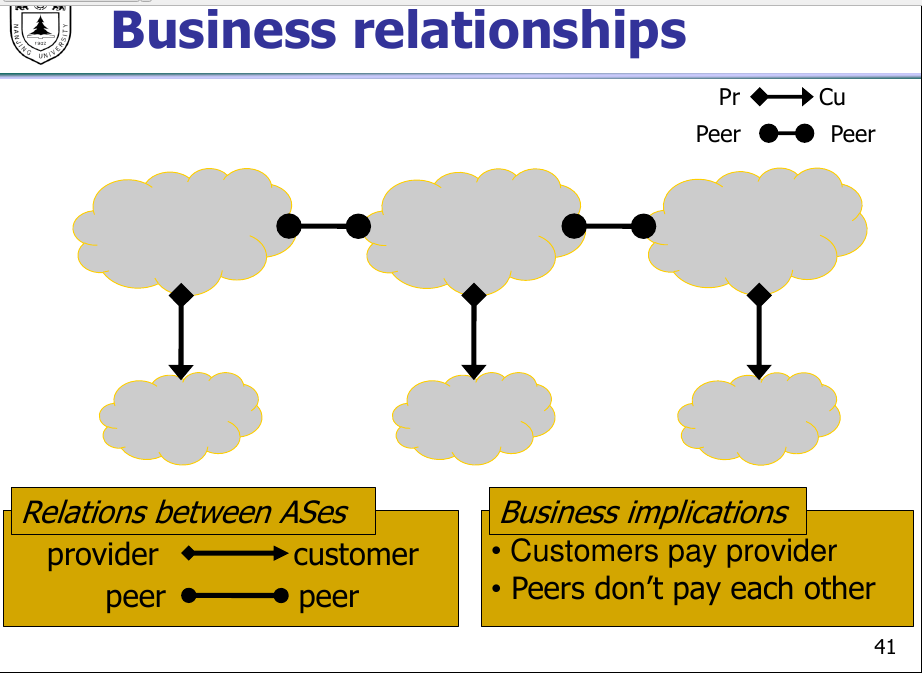 NANJING UNIVERSITY
1902
Business relationships
Pr Cu
Peer Peer
Relations between ASes
provider customer
peer peer
Business implications
• Customers pay provider
• Peers don’t pay each other
41